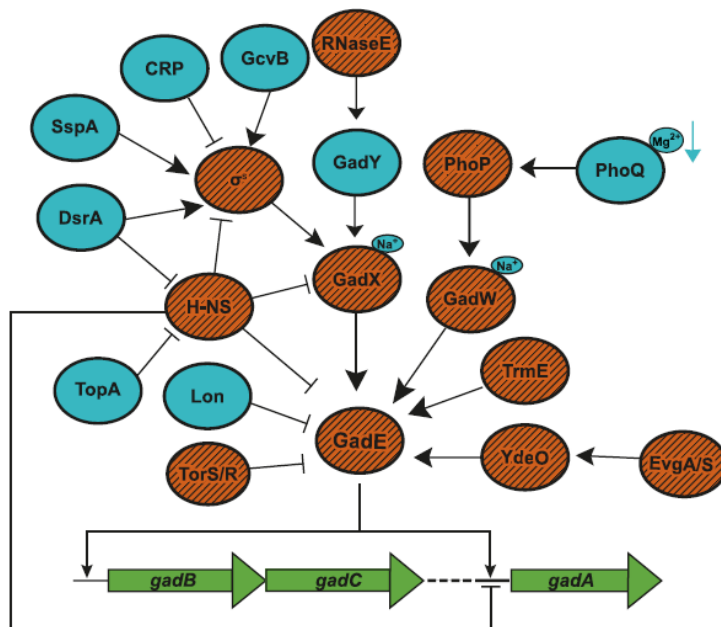 RNaseE
CRP
GcvB
SspA
GadY
PhoP
PhoQ
Mg²⁺
σˢ
DsrA
Na⁺
GadX
Na⁺
GadW
H-NS
TrmE
TopA
Lon
GadE
YdeO
EvgA/S
TorS/R
gadB
gadC
gadA